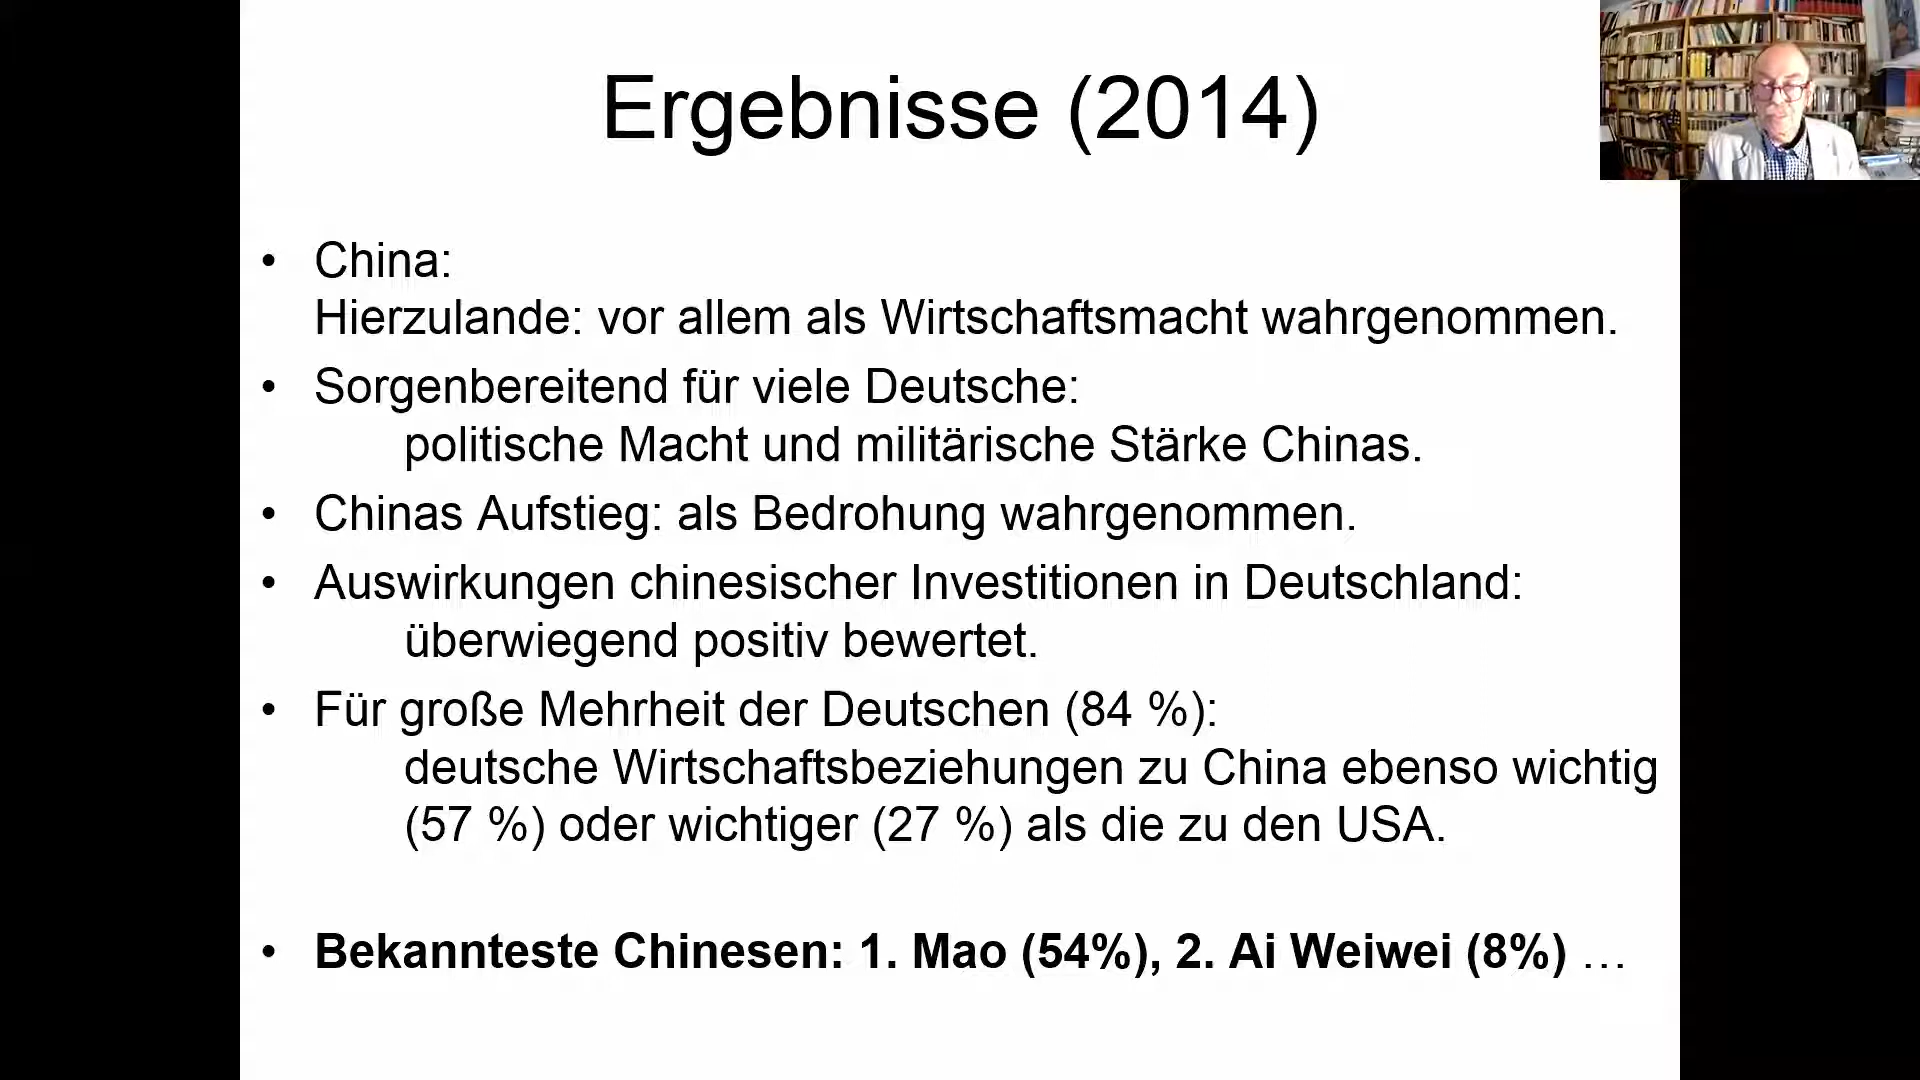 Ergebnisse (2014)
• China:
Hierzulande: vor allem als Wirtschaftsmacht wahrgenommen.
• Sorgenbereitend für viele Deutsche:
politische Macht und militärische Stärke Chinas.
• Chinas Aufstieg: als Bedrohung wahrgenommen.
• Auswirkungen chinesischer Investitionen in Deutschland:
überwiegend positiv bewertet.
• Für große Mehrheit der Deutschen (84 %):
deutsche Wirtschaftsbeziehungen zu China ebenso wichtig
(57 %) oder wichtiger (27 %) als die zu den USA.
• Bekannteste Chinesen: 1. Mao (54%), 2. Ai Weiwei (8%) …